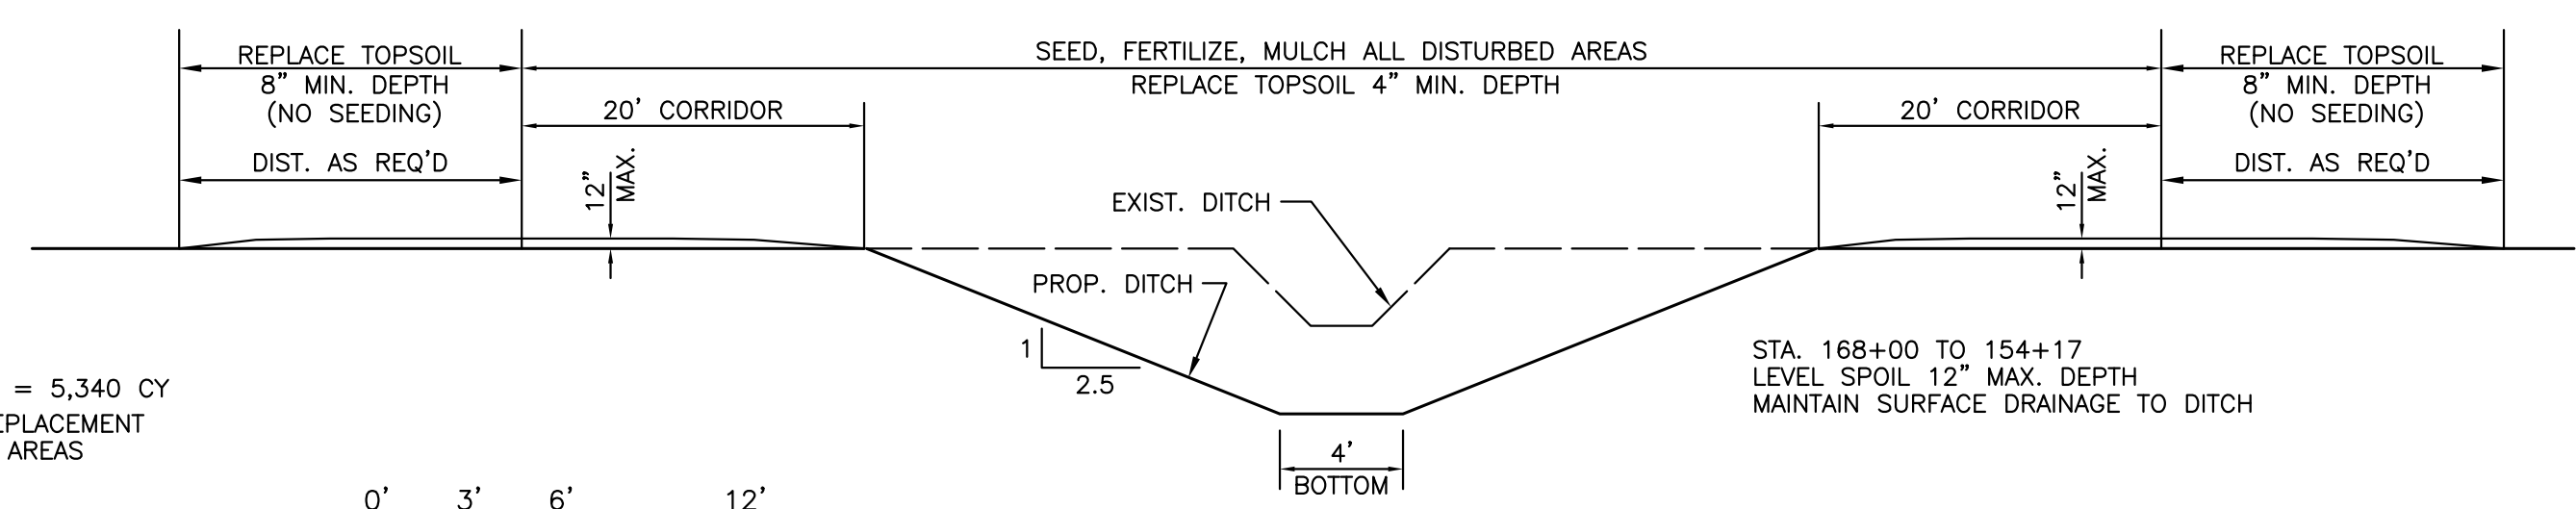 REPLACE TOPSOIL
8" MIN. DEPTH
(NO SEEDING)
DIST. AS REQ'D
SEED, FERTILIZE, MULCH ALL DISTURBED AREAS
REPLACE TOPSOIL 4" MIN. DEPTH
REPLACE TOPSOIL
8" MIN. DEPTH
(NO SEEDING)
DIST. AS REQ'D
20' CORRIDOR
20' CORRIDOR
12"
MAX.
12"
MAX.
EXIST. DITCH
PROP. DITCH
1
2.5
STA. 168+00 TO 154+17
LEVEL SPOIL 12" MAX. DEPTH
MAINTAIN SURFACE DRAINAGE TO DITCH
= 5,340 CY
EPLACEMENT
AREAS
4'
BOTTOM
0' 3' 6' 12'